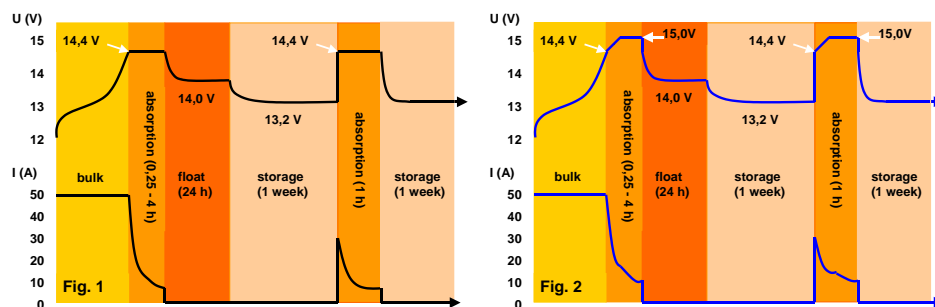 U (V)
15
14
13
12
I (A)
50
40
30
20
10
0
14,4 V
14,0 V
13,2 V
14,4 V
bulk
absorption (0,25 - 4 h)
float
(24 h)
storage
(1 week)
absorption (1 h)
storage
(1 week)
Fig. 1
U (V)
15
14
13
12
I (A)
50
40
30
20
10
0
14,4 V
15,0V
14,0 V
13,2 V
14,4 V
15,0V
bulk
absorption (0,25 - 4 h)
float
(24 h)
storage
(1 week)
absorption (1 h)
storage
(1 week)
Fig. 2